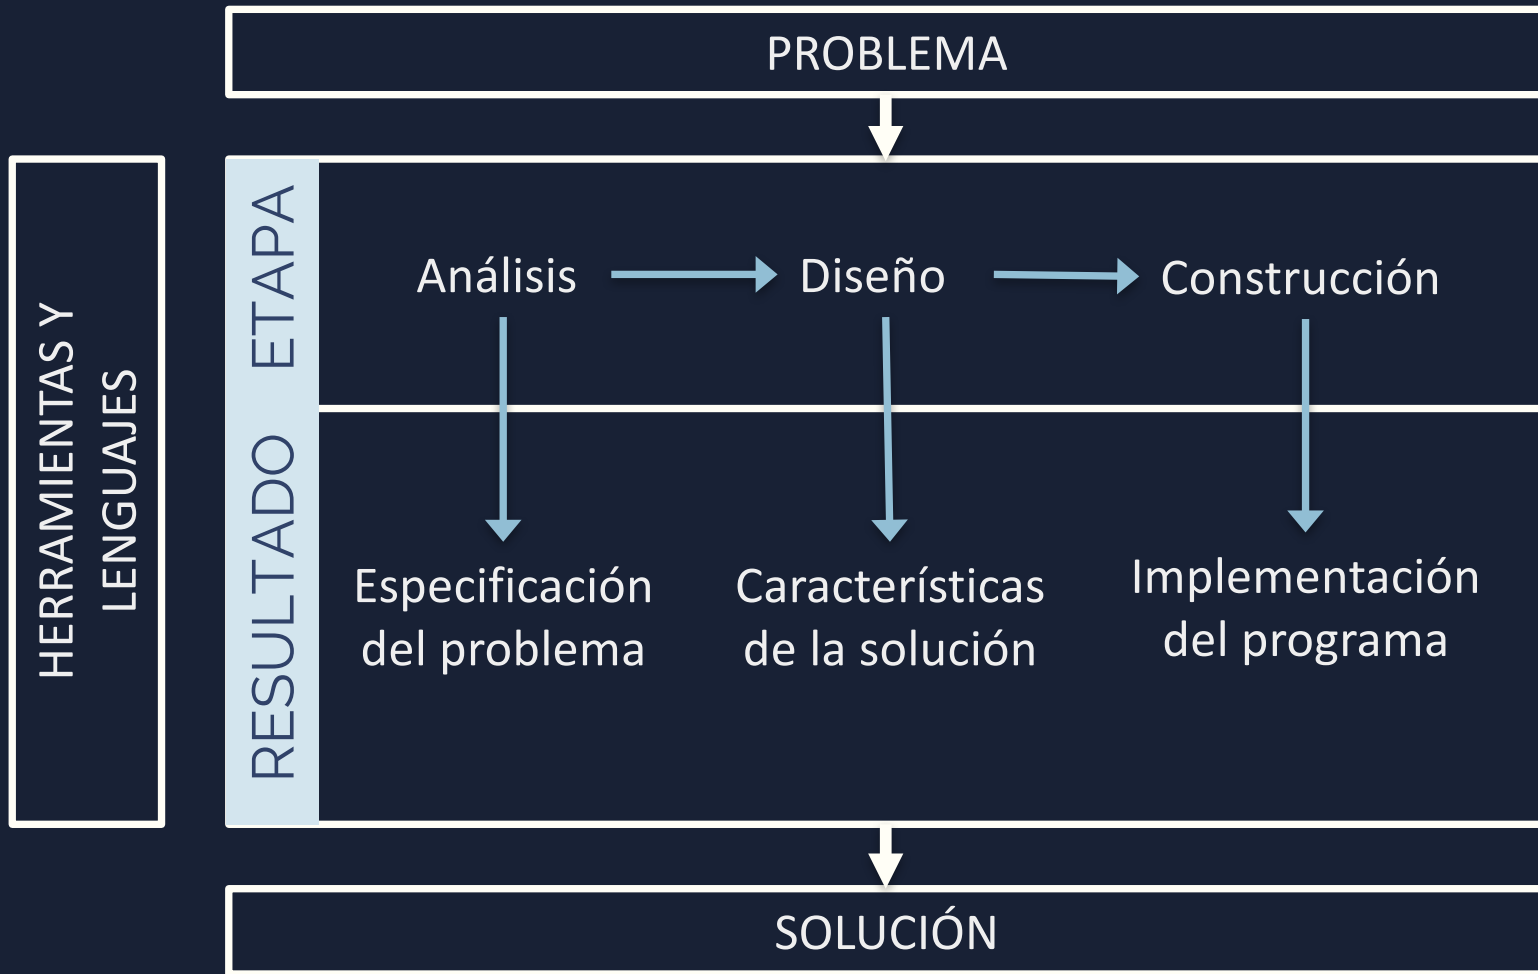 PROBLEMA
HERRAMIENTAS Y
LENGUAJES
ETAPA
Análisis
Diseño
Construcción
RESULTADO
Especificación
del problema
Características
de la solución
Implementación
del programa
SOLUCIÓN